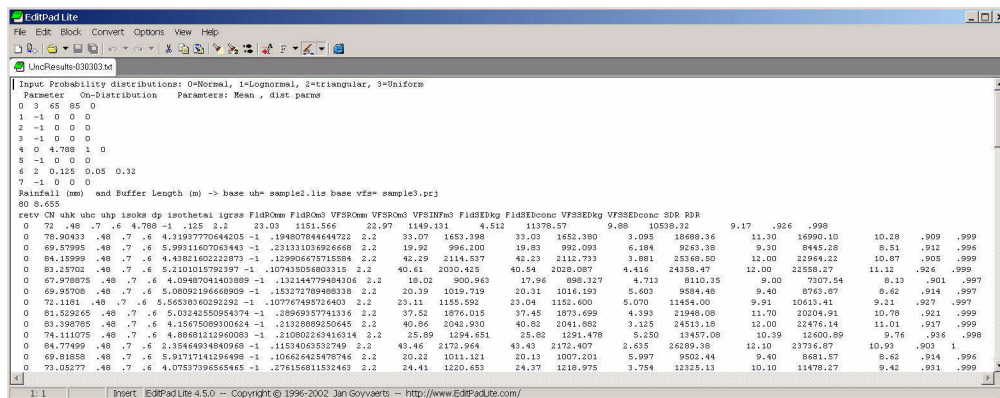 EditPad Lite
File Edit Block Convert Options View Help
UncResults-030303.txt
Input Probability distributions: 0=Normal, 1=Lognormal, 2=triangular, 3=Uniform
Parmeter On-Distribution Paramters: Mean , dist parms
0 3 65 85 0
1 -1 0 0 0
2 -1 0 0 0
3 -1 0 0 0
4 0 4.788 1 0
5 -1 0 0 0
6 2 0.125 0.05 0.32
7 -1 0 0 0
Rainfall (mm) and Buffer Length (m) -> base uh= sample2.lis base vfs= sample3.prj
80 8.655
retv CN uhk uhc uhp isoks dp isothetai igrss FldROmm FldROm3 VFSROmm VFSROm3 VFSINFm3 FldSEDkg FldSEDconc VFSSEDkg VFSSEDconc SDR RDR
0 72 .48 .7 .6 4.788 -1 .125 2.2 23.03 1151.566 22.97 1149.131 4.512 11378.57 9.88 10538.32 9.17 .926 .998
0 78.90433 .48 .7 .6 4.31937770644205 -1 .194807844644722 2.2 33.07 1653.398 33.03 1652.380 3.095 18688.36 11.30 16990.10 10.28 .909 .999
0 69.57995 .48 .7 .6 5.99311607063443 -1 .231331036926668 2.2 19.92 996.200 19.83 992.093 6.184 9263.38 9.30 8445.28 8.51 .912 .996
0 84.15999 .48 .7 .6 4.43821602222873 -1 .129906675715584 2.2 42.29 2114.537 42.23 2112.733 3.881 25368.50 12.00 22964.22 10.87 .905 .999
0 83.25702 .48 .7 .6 5.2101015792397 -1 .107435056803315 2.2 40.61 2030.425 40.54 2028.087 4.416 24358.47 12.00 22558.27 11.12 .926 .999
0 67.978875 .48 .7 .6 4.09487041403889 -1 .132144779484306 2.2 18.02 900.963 17.96 898.327 4.713 8110.35 9.00 7307.54 8.13 .901 .997
0 69.95708 .48 .7 .6 5.08092196668909 -1 .153272789488338 2.2 20.39 1019.719 20.31 1016.193 5.603 9584.48 9.40 8763.87 8.62 .914 .997
0 72.1181 .48 .7 .6 5.56538360292292 -1 .107767495726403 2.2 23.11 1155.592 23.04 1152.600 5.070 11454.00 9.91 10613.41 9.21 .927 .997
0 81.529265 .48 .7 .6 5.03242550954374 -1 .28969357741336 2.2 37.52 1876.015 37.45 1873.699 4.393 21948.08 11.70 20204.91 10.78 .921 .999
0 83.398785 .48 .7 .6 4.15675089300624 -1 .21328889250645 2.2 40.86 2042.930 40.82 2041.882 3.125 24513.18 12.00 22476.14 11.01 .917 .999
0 74.111075 .48 .7 .6 4.88681212960083 -1 .210802263416314 2.2 25.89 1294.651 25.82 1291.478 5.250 13457.08 10.39 12600.89 9.76 .936 .998
0 84.77499 .48 .7 .6 2.35464934840968 -1 .11534063532749 2.2 43.46 2172.964 43.43 2172.407 2.635 26289.38 12.10 23736.87 10.93 .903 1
0 69.81858 .48 .7 .6 5.91717141296498 -1 .106626425478746 2.2 20.22 1011.121 20.13 1007.201 5.997 9502.44 9.40 8681.57 8.62 .914 .996
0 73.05277 .48 .7 .6 4.07537396565465 -1 .276156811532463 2.2 24.41 1220.653 24.37 1218.975 3.754 12325.13 10.10 11478.27 9.42 .931 .999
1: 1 Insert EditPad Lite 4.5.0 -- Copyright © 1996-2002 Jan Goyvaerts -- http://www.EditPadLite.com/